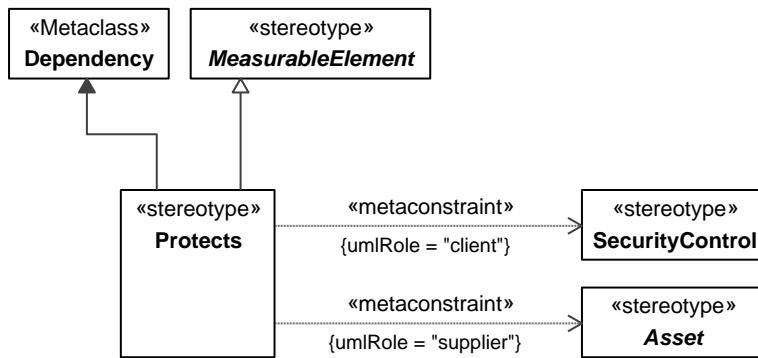 «Metaclass»
Dependency
«stereotype»
MeasurableElement
«stereotype»
Protects
«metaconstraint»
{umlRole = "client"}
«stereotype»
SecurityControl
«metaconstraint»
{umlRole = "supplier"}
«stereotype»
Asset